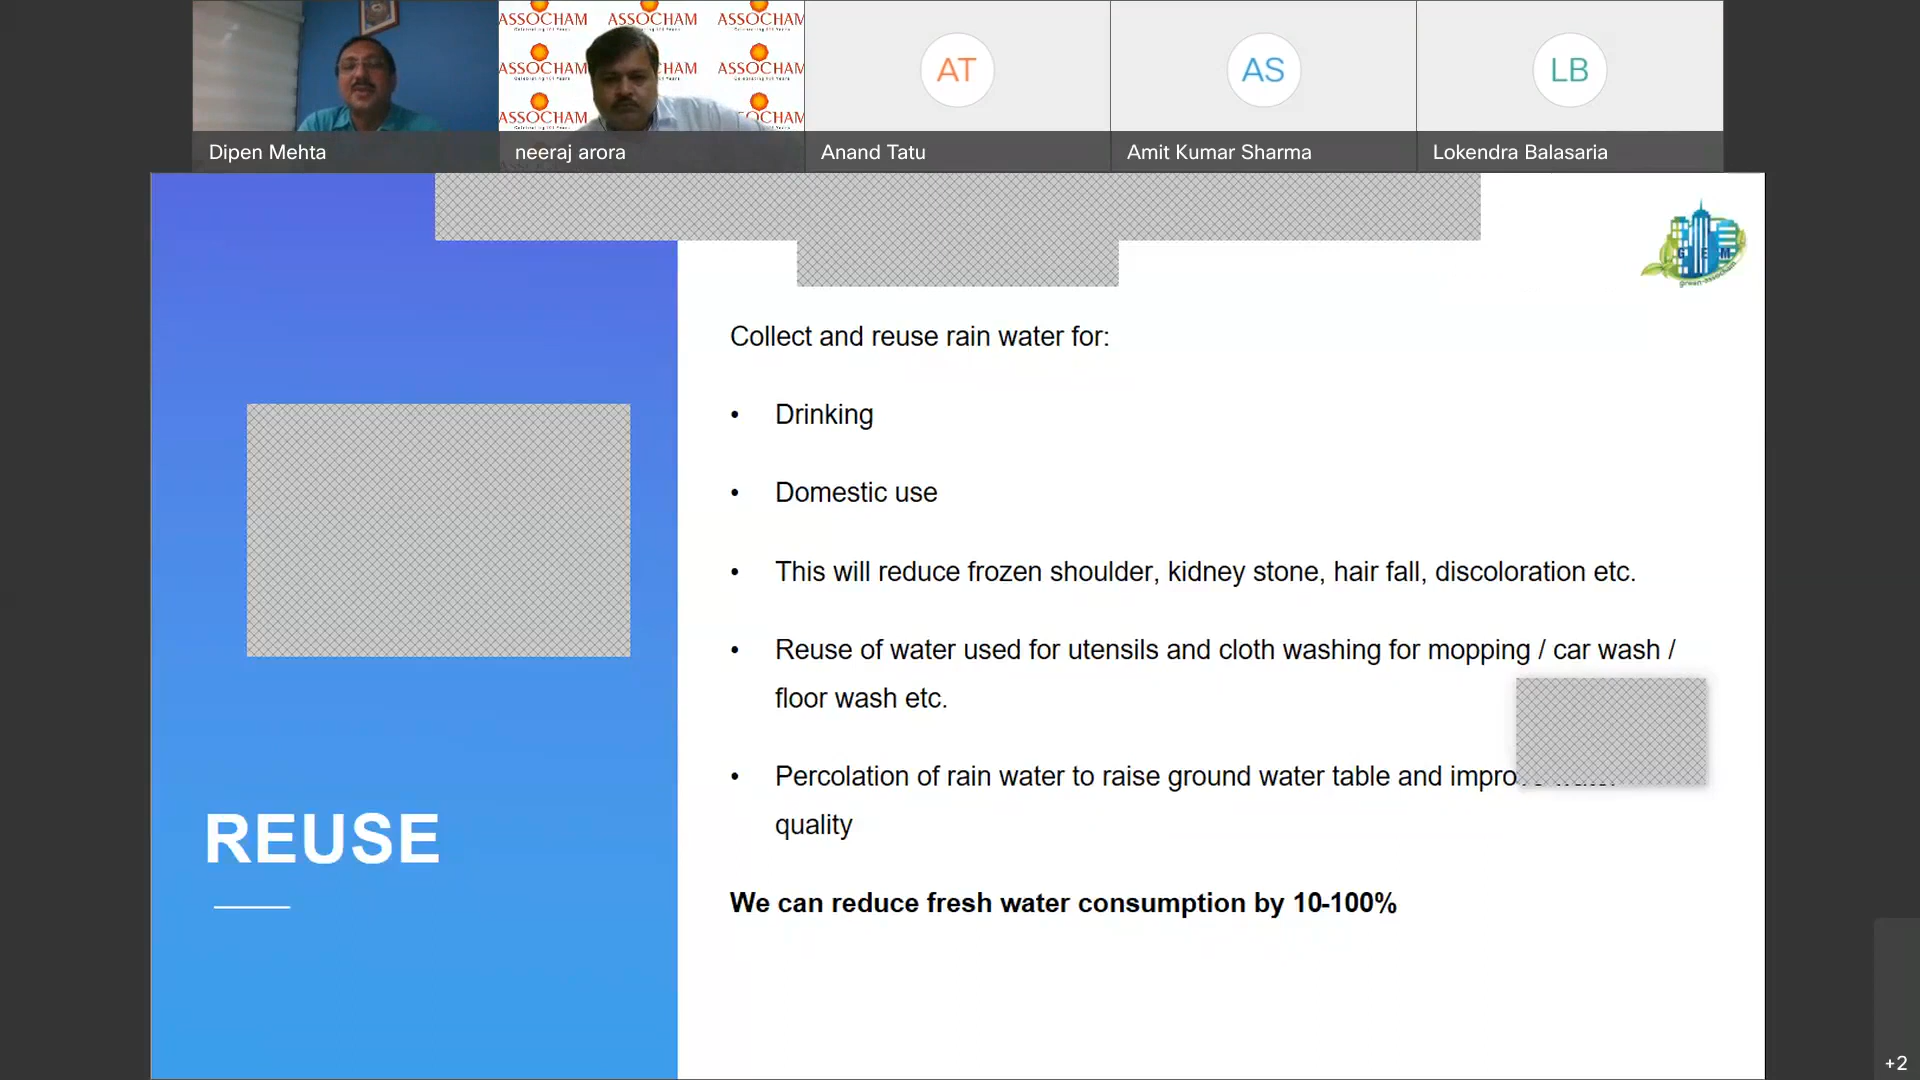 ASSOCHAM ASSOCHAM ASSOCHAM
ASSOCHAM ASSOCHAM
ASSOCHAM
Dipen Mehta
neeraj arora
AT
Anand Tatu
AS
Amit Kumar Sharma
LB
Lokendra Balasaria
G E M
Collect and reuse rain water for:
• Drinking
• Domestic use
• This will reduce frozen shoulder, kidney stone, hair fall, discoloration etc.
• Reuse of water used for utensils and cloth washing for mopping / car wash /
floor wash etc.
• Percolation of rain water to raise ground water table and
quality
We can reduce fresh water consumption by 10-100%
REUSE
+2